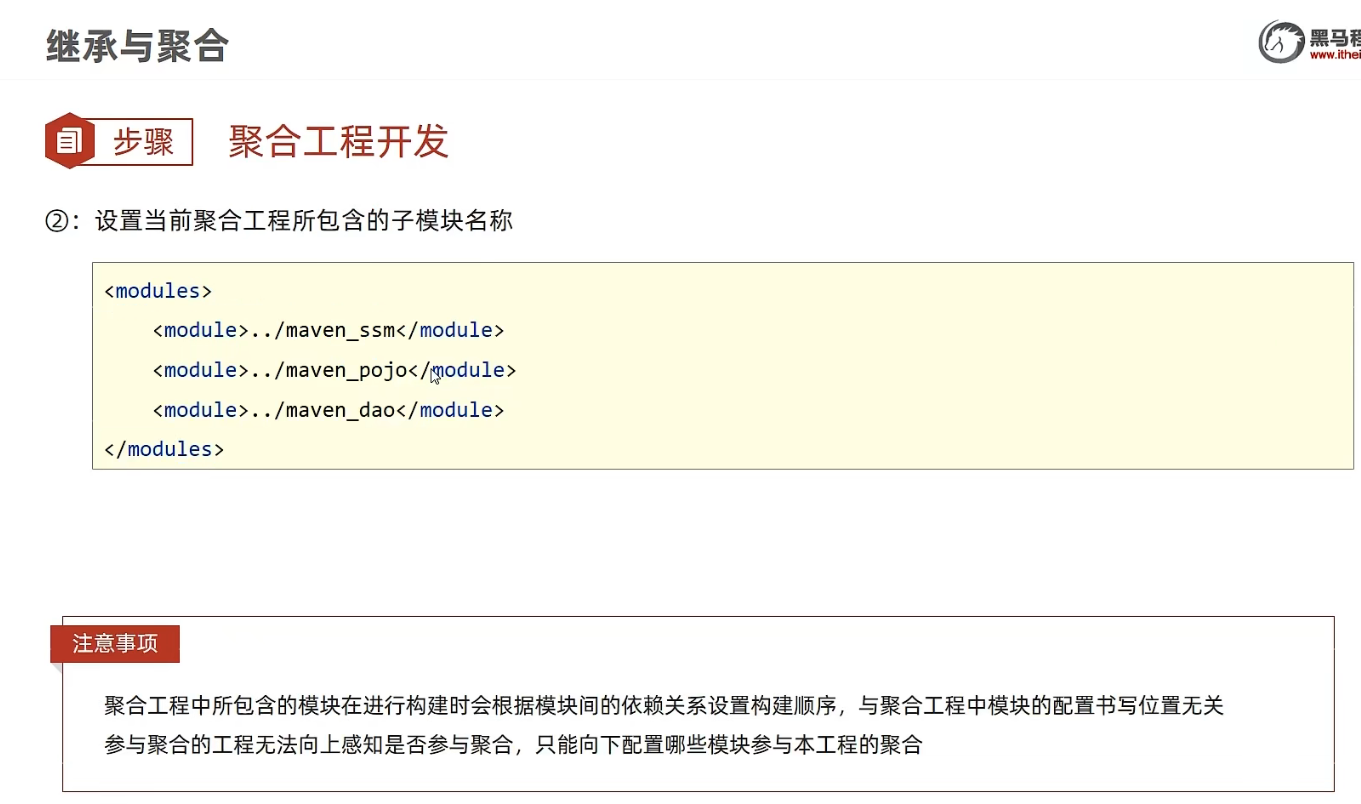 继承与聚合
黑马程
www.ithei
步骤
聚合工程开发
②：设置当前聚合工程所包含的子模块名称
<modules>
    <module>../maven_ssm</module>
    <module>../maven_pojo</module>
    <module>../maven_dao</module>
</modules>
注意事项
聚合工程中所包含的模块在进行构建时会根据模块间的依赖关系设置构建顺序，与聚合工程中模块的配置书写位置无关
参与聚合的工程无法向上感知是否参与聚合，只能向下配置哪些模块参与本工程的聚合